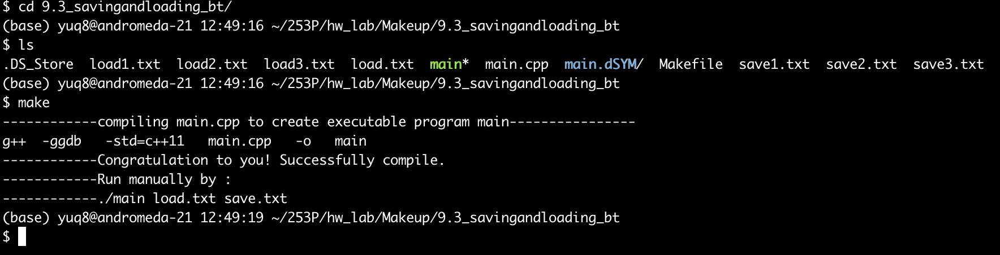 $ cd 9.3_savingandloading_bt/
(base) yuq8@andromeda-21 12:49:16 ~/253P/hw_lab/Makeup/9.3_savingandloading_bt
$ ls
.DS_Store  load1.txt  load2.txt  load3.txt  load.txt  main*  main.cpp  main.dSYM/  Makefile  save1.txt  save2.txt  save3.txt
(base) yuq8@andromeda-21 12:49:16 ~/253P/hw_lab/Makeup/9.3_savingandloading_bt
$ make
------------compiling main.cpp to create executable program main----------------
g++  -ggdb   -std=c++11   main.cpp   -o   main
------------Congratulation to you! Successfully compile.
------------Run manually by :
------------./main load.txt save.txt
(base) yuq8@andromeda-21 12:49:19 ~/253P/hw_lab/Makeup/9.3_savingandloading_bt
$